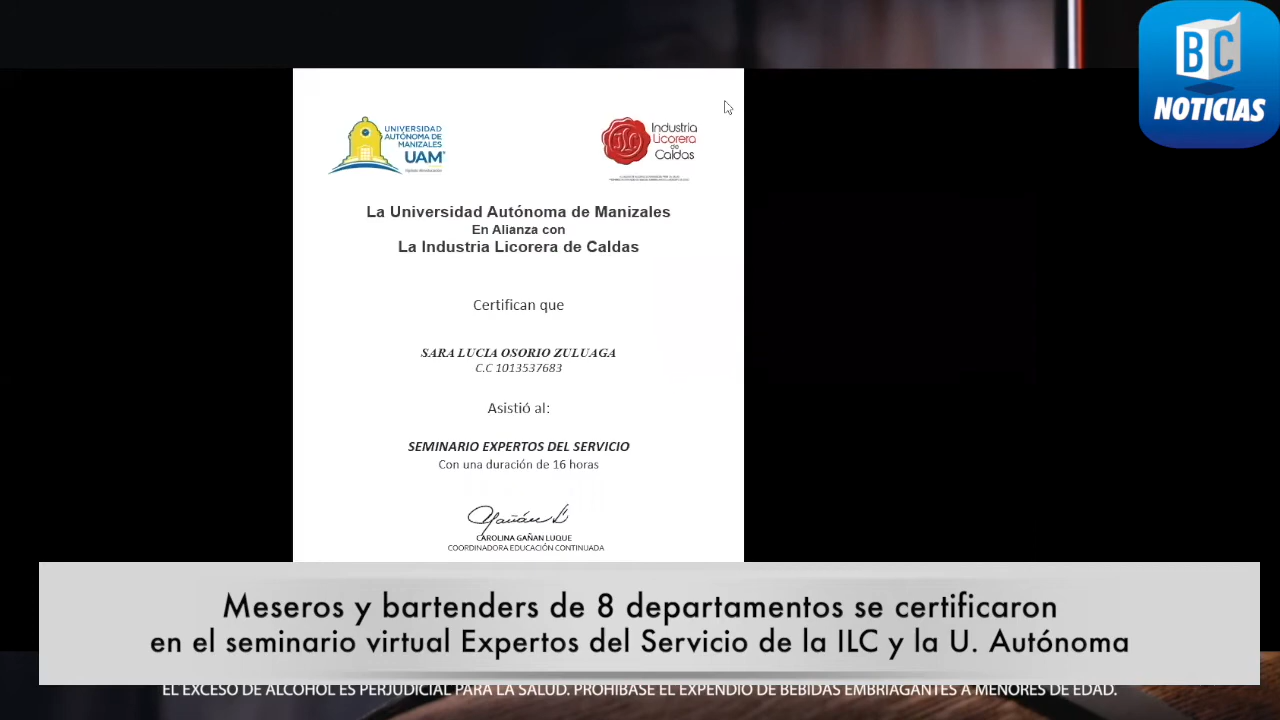 BC
NOTICIAS
UNIVERSIDAD
AUTÓNOMA DE
MANIZALES
UAM
Industria
Licorera
de
Caldas
La Universidad Autónoma de Manizales
En Alianza con
La Industria Licorera de Caldas
Certifican que
SARA LUCIA OSORIO ZULUAGA
C.C 1013537683
Asistió al:
SEMINARIO EXPERTOS DEL SERVICIO
Con una duración de 16 horas
CAROLINA GAÑAN LUQUE
COORDINADORA EDUCACIÓN CONTINUADA
Meseros y bartenders de 8 departamentos se certificaron
en el seminario virtual Expertos del Servicio de la ILC y la U. Autónoma
EL EXCESO DE ALCOHOL ES PERJUDICIAL PARA LA SALUD. PROHÍBASE EL EXPENDIO DE BEBIDAS EMBRIAGANTES A MENORES DE EDAD.